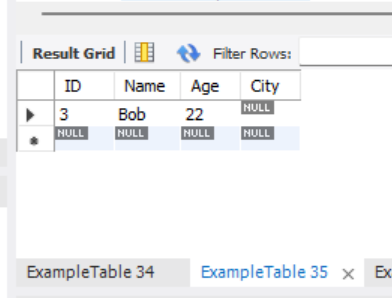 Result Grid Filter Rows:
ID Name Age City
3 Bob 22 NULL
NULL NULL NULL NULL
ExampleTable 34 ExampleTable 35 × Ex